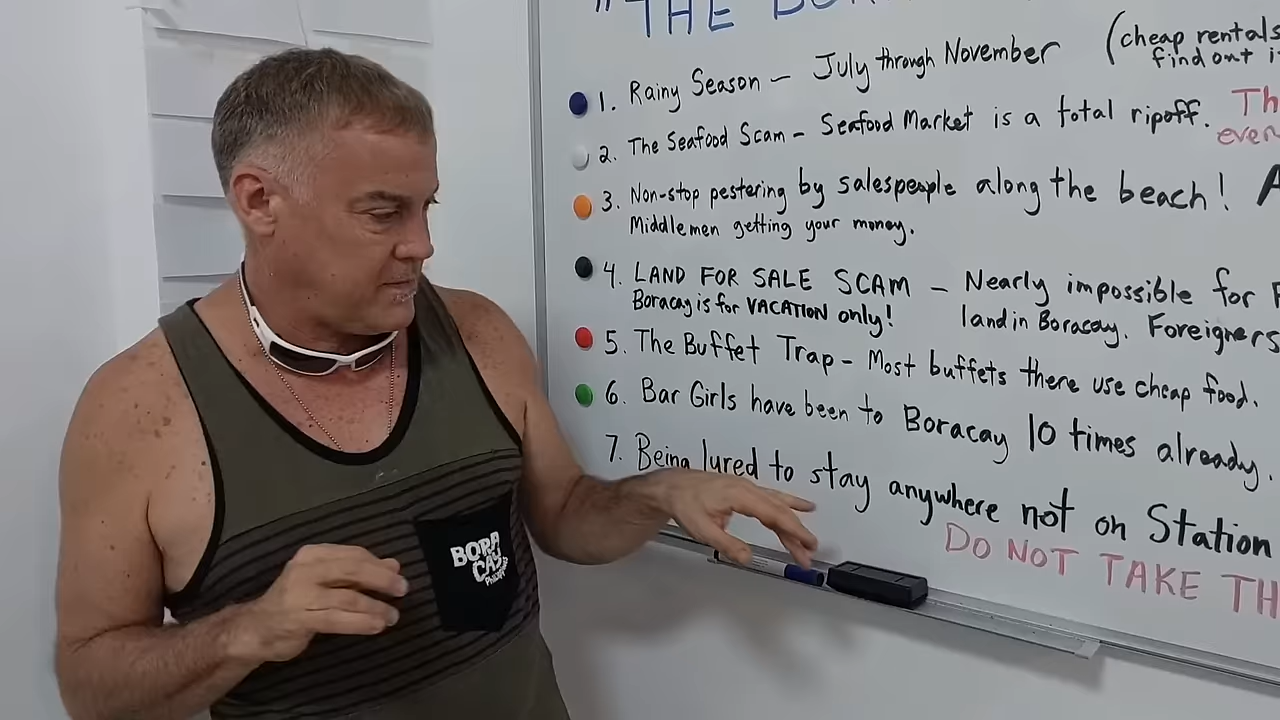 "THE
(cheap rentals
find out
1. Rainy Season – July through November
2. The Seafood Scam – Seafood Market is a total ripoff.
even
3. Non-stop pestering by salespeople along the beach!
Middlemen getting your money.
4. LAND FOR SALE SCAM – Nearly impossible for
Boracay is for VACATION only! land in Boracay. Foreigners
5. The Buffet Trap – Most buffets there use cheap food.
6. Bar Girls have been to Boracay 10 times already.
7. Being lured to stay anywhere not on Station
DO NOT TAKE TH
BORA
CAY